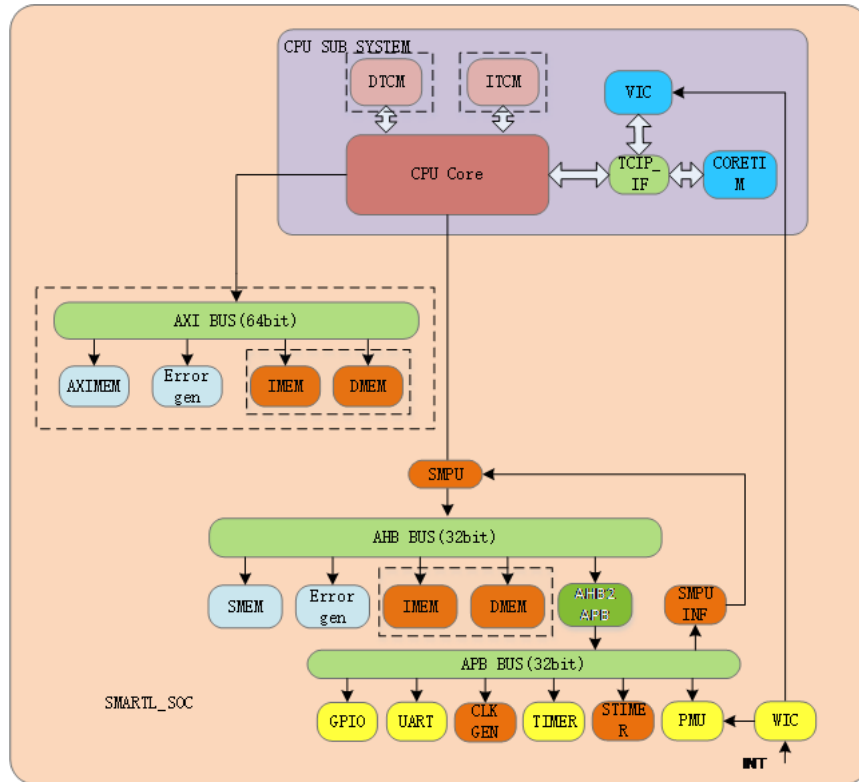 CPU SUB SYSTEM
DTCM
ITCM
VIC
CPU Core
TCIP_
IF
CORETI
M
AXI BUS(64bit)
AXIMEM
Error
gen
IMEM
DMEM
SMPU
AHB BUS(32bit)
SMEM
Error
gen
IMEM
DMEM
AHB2
APB
SMPU
INF
APB BUS(32bit)
SMARTL_SOC
GPIO
UART
CLK
GEN
TIMER
STIME
R
PMU
WIC
INT